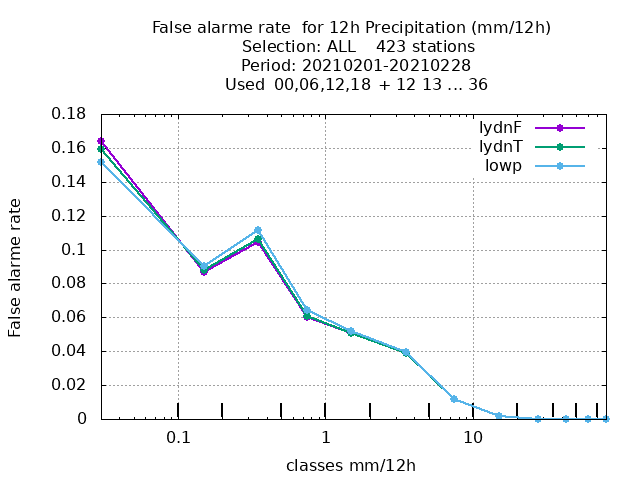 False alarme rate  for 12h Precipitation (mm/12h)
Selection: ALL    423 stations
Period: 20210201-20210228
Used  00,06,12,18  + 12 13 ... 36
0.18
0.16
0.14
0.12
0.1
0.08
0.06
0.04
0.02
0
False alarme rate
lydnF
lydnT
lowp
0.1
1
10
classes mm/12h